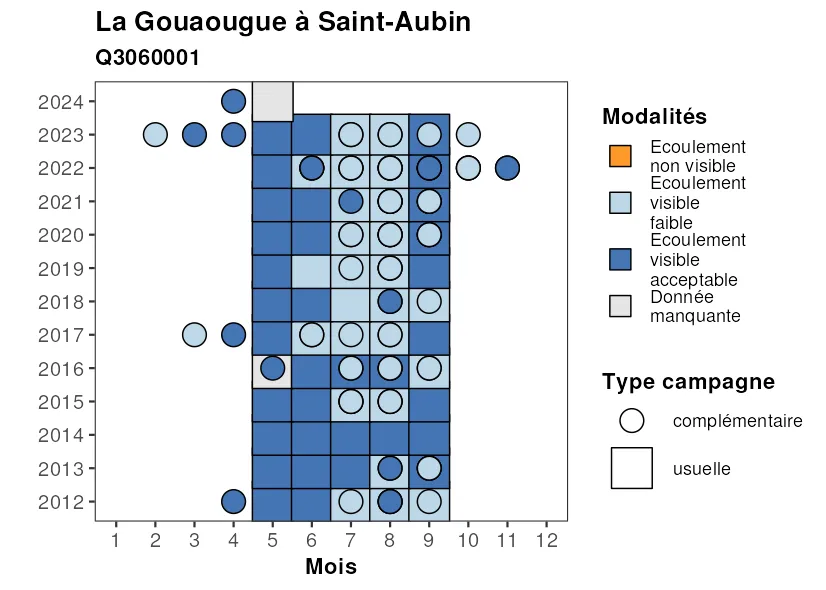 La Gouaougue à Saint-Aubin
Q3060001
2024
2023
2022
2021
2020
2019
2018
2017
2016
2015
2014
2013
2012
1 2 3 4 5 6 7 8 9 10 11 12
Mois
Modalités
Ecoulement
non visible
Ecoulement
visible
faible
Ecoulement
visible
acceptable
Donnée
manquante
Type campagne
complémentaire
usuelle